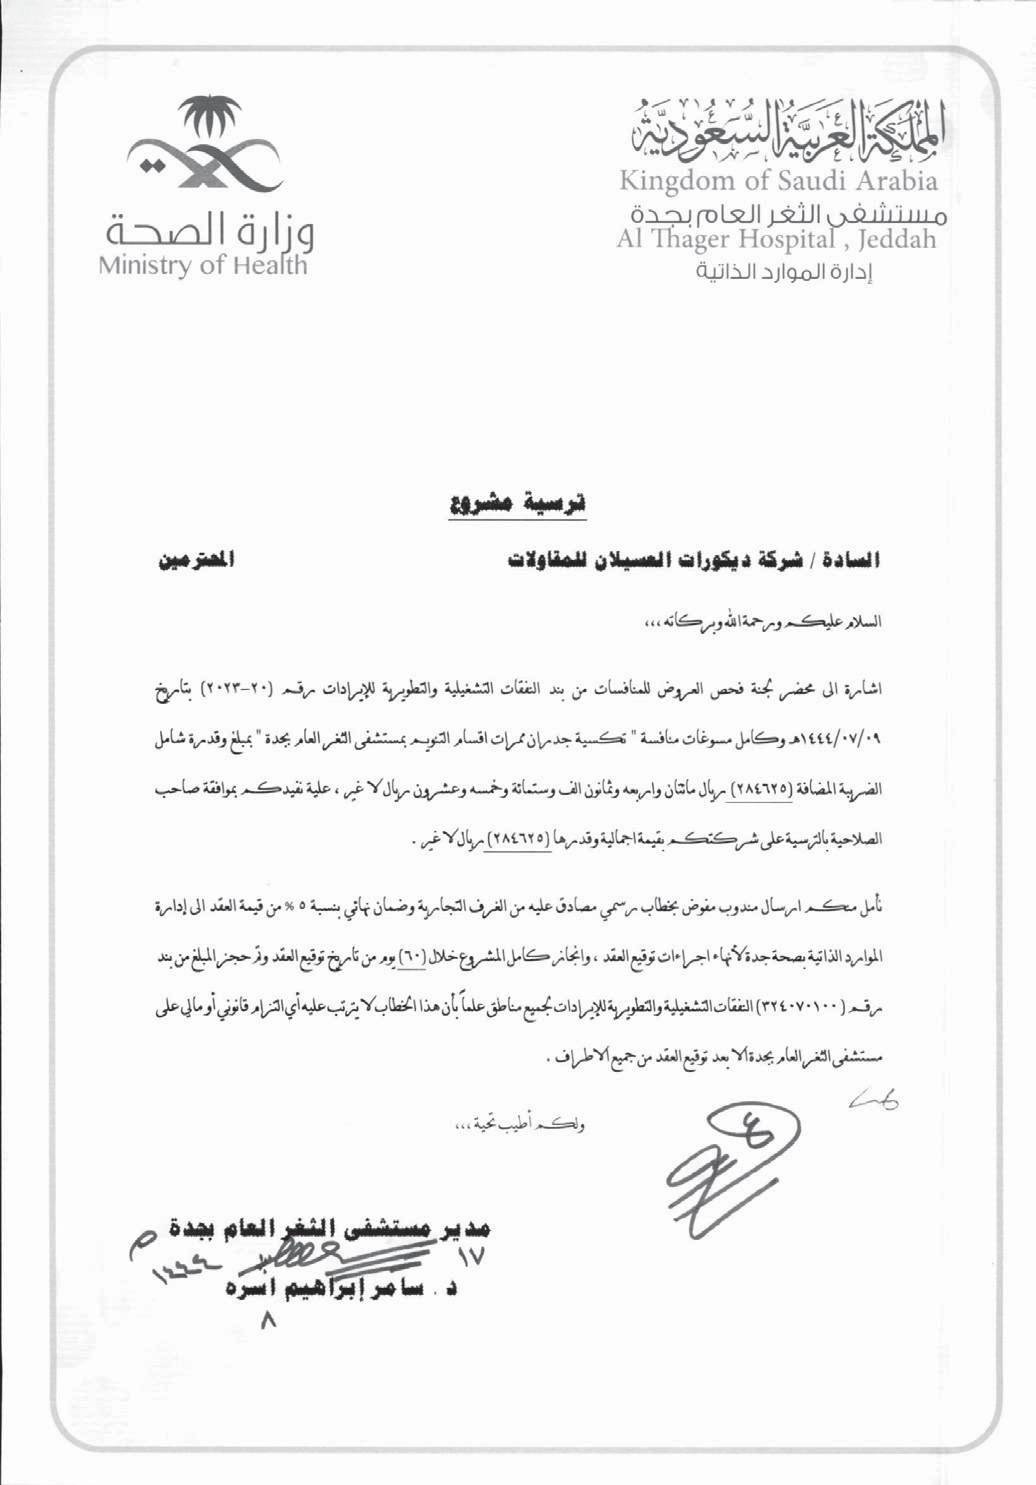 المملكة العربية السعودية
Kingdom of Saudi Arabia
مستشفى الثغر العام بجدة
Al Thager Hospital , Jeddah
إدارة الموارد الذاتية
وزارة الصحة
Ministry of Health
ترسية مشروع
السادة / شركة ديكورات العسيلان للمقاولات المحترمين
السلام عليكم ورحمة الله وبركاته ،،،
اشارة الى محضر لجنة فحص العروض للمنافسات من بند النفقات التشغيلية والتطويرية للإيرادات رقم (٢٠-٢٠٢٣) بتاريخ
١٤٤٤/٠٧/٠٩هـ وكامل مسوغات منافسة " تكسية جدران ممرات اقسام التنويم بمستشفى الثغر العام بجدة " بمبلغ وقدرة شامل
الضريبة المضافة (٢٨٤٦٢٥) ريال مائتان واربعه وثمانون الف وستمائة وخمسه وعشرون ريال لا غير ، علية نفيدكم بموافقة صاحب
الصلاحية بالترسية على شركتكم بقيمة اجمالية وقدرها (٢٨٤٦٢٥) ريال لا غير .
نأمل منكم ارسال مندوب مفوض بخطاب رسمي مصادق عليه من الغرف التجارية وضمان نهائي بنسبة ٥ % من قيمة العقد الى إدارة
الموارد الذاتية بصحة جدة لأنهاء اجراءات توقيع العقد ، وانجاز كامل المشروع خلال (٦٠) يوم من تاريخ توقيع العقد وتم حجز المبلغ من بند
رقم (٣٢٤٠٧٠١٠٠) النفقات التشغيلية والتطويرية للإيرادات لجميع مناطق علماً بأن هذا الخطاب لا يترتب عليه أي التزام قانوني أو مالي على
مستشفى الثغر العام بجدة الا بعد توقيع العقد من جميع الاطراف .
ولكم أطيب تحية ،،،
مدير مستشفى الثغر العام بجدة
١٧
١٤٤٤ م
د . سامر إبراهيم اسره
٨